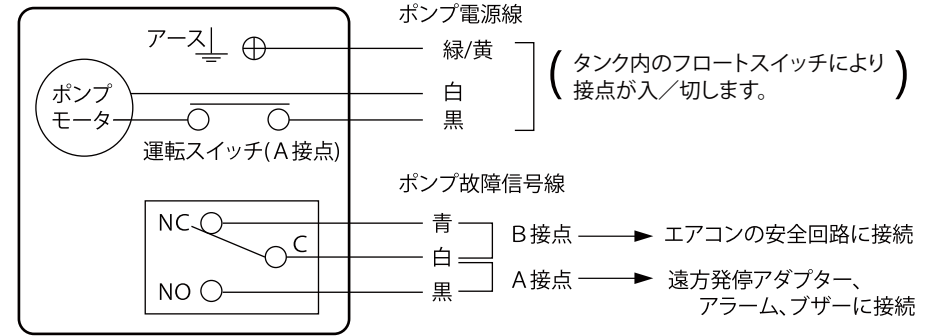 ポンプ電源線
アース
緑/黄
タンク内のフロートスイッチにより
接点が入／切します。
ポンプ
モータ
白
黒
運転スイッチ(A接点)
ポンプ故障信号線
NC
C
NO
青
白
黒
B接点
エアコンの安全回路に接続
A接点
遠方発停アダプター、
アラーム、ブザーに接続